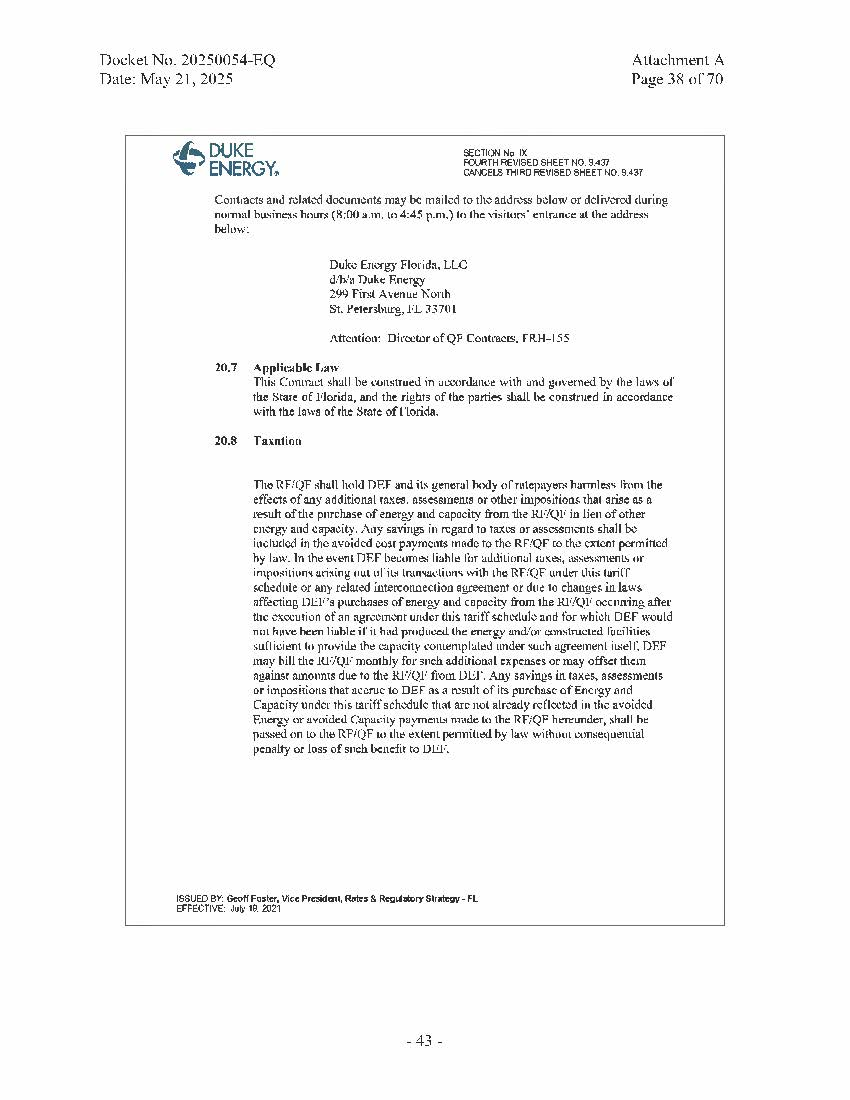 Docket No. 20250054-EQ
Attachment A
Date: May 21, 2025
Page 38 of 70
DUKE
ENERGY®
SECTION No. IX
FOURTH REVISED SHEET NO. 9.437
CANCELS THIRD REVISED SHEET NO. 9.437
Contracts and related documents may be mailed to the address below or delivered during
normal business hours (8:00 a.m. to 4:45 p.m.) to the visitors' entrance at the address
below:
Duke Energy Florida, LLC
d/b/a Duke Energy
299 First Avenue North
St. Petersburg, FL 33701
Attention: Director of QF Contracts, FRH-155
20.7 Applicable Law
This Contract shall be construed in accordance with and governed by the laws of
the State of Florida, and the rights of the parties shall be construed in accordance
with the laws of the State of Florida.
20.8 Taxation
The RF/QF shall hold DEF and its general body of ratepayers harmless from the
effects of any additional taxes, assessments or other impositions that arise as a
result of the purchase of energy and capacity from the RF/QF in lieu of other
energy and capacity. Any savings in regard to taxes or assessments shall be
included in the avoided cost payments made to the RF/QF to the extent permitted
by law. In the event DEF becomes liable for additional taxes, assessments or
impositions arising out of its transactions with the RF/QF under this tariff
schedule or any related interconnection agreement or due to changes in laws
affecting DEF's purchases of energy and capacity from the RF/QF occurring after
the execution of an agreement under this tariff schedule and for which DEF would
not have been liable if it had produced the energy and/or constructed facilities
sufficient to provide the capacity contemplated under such agreement itself, DEF
may bill the RF/QF monthly for such additional expenses or may offset them
against amounts due to the RF/QF from DEF. Any savings in taxes, assessments
or impositions that accrue to DEF as a result of its purchase of Energy and
Capacity under this tariff schedule that are not already reflected in the avoided
Energy or avoided Capacity payments made to the RF/QF hereunder, shall be
passed on to the RF/QF to the extent permitted by law without consequential
penalty or loss of such benefit to DEF.
ISSUED BY: Geoff Foster, Vice President, Rates & Regulatory Strategy - FL
EFFECTIVE: July 19, 2021
- 43 -